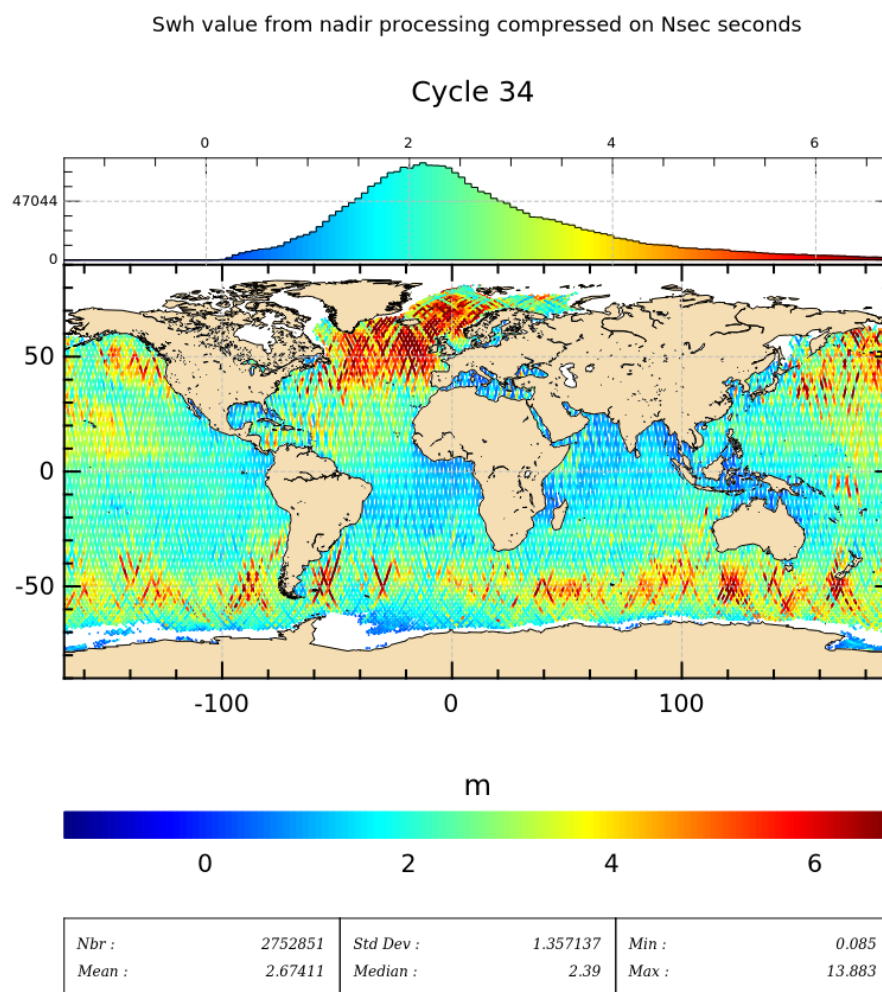 Swh value from nadir processing compressed on Nsec seconds
Cycle 34
0 2 4 6
47044
0
50
0
-50
-100 0 100
m
0 2 4 6
Nbr : 2752851 Std Dev : 1.357137 Min : 0.085
Mean : 2.67411 Median : 2.39 Max : 13.883